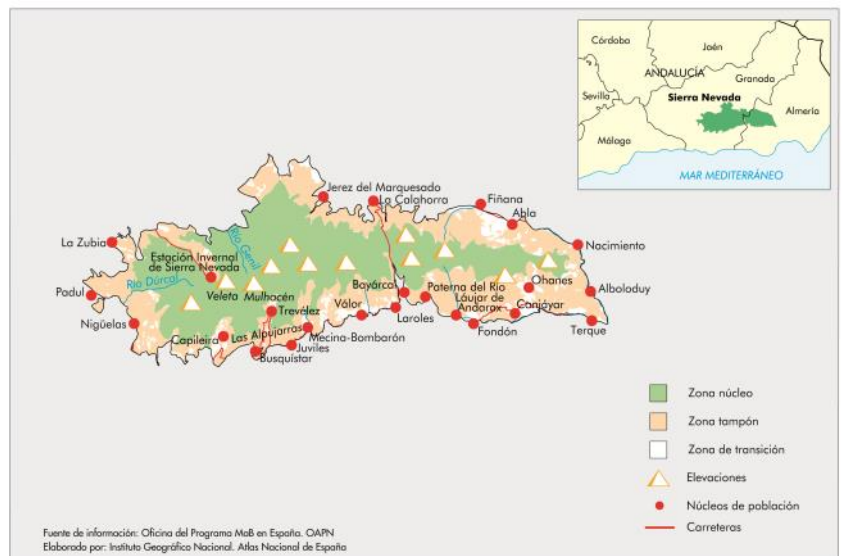 Córdoba
Jaén
ANDALUCÍA
Granada
Sevilla
Sierra Nevada
Almería
Málaga
MAR MEDITERRÁNEO
Jerez del Marquesado
La Calahorra
Fiñana
Abla
La Zubia
Nacimiento
Estación Invernal
de Sierra Nevada
Río Genil
Río Dúrcal
Bayárcal
Paterna del Río
Ohanes
Alboloduy
Padul
Veleta
Mulhacén
Láujar de
Andarax
Canjáyar
Nigüelas
Trevélez
Válor
Laroles
Fondón
Terque
Capileira
Las Alpujarras
Mecina-Bombarón
Juviles
Busquístar
Zona núcleo
Zona tampón
Zona de transición
Elevaciones
Núcleos de población
Carreteras
Fuente de información: Oficina del Programa MaB en España. OAPN
Elaborado por: Instituto Geográfico Nacional. Atlas Nacional de España